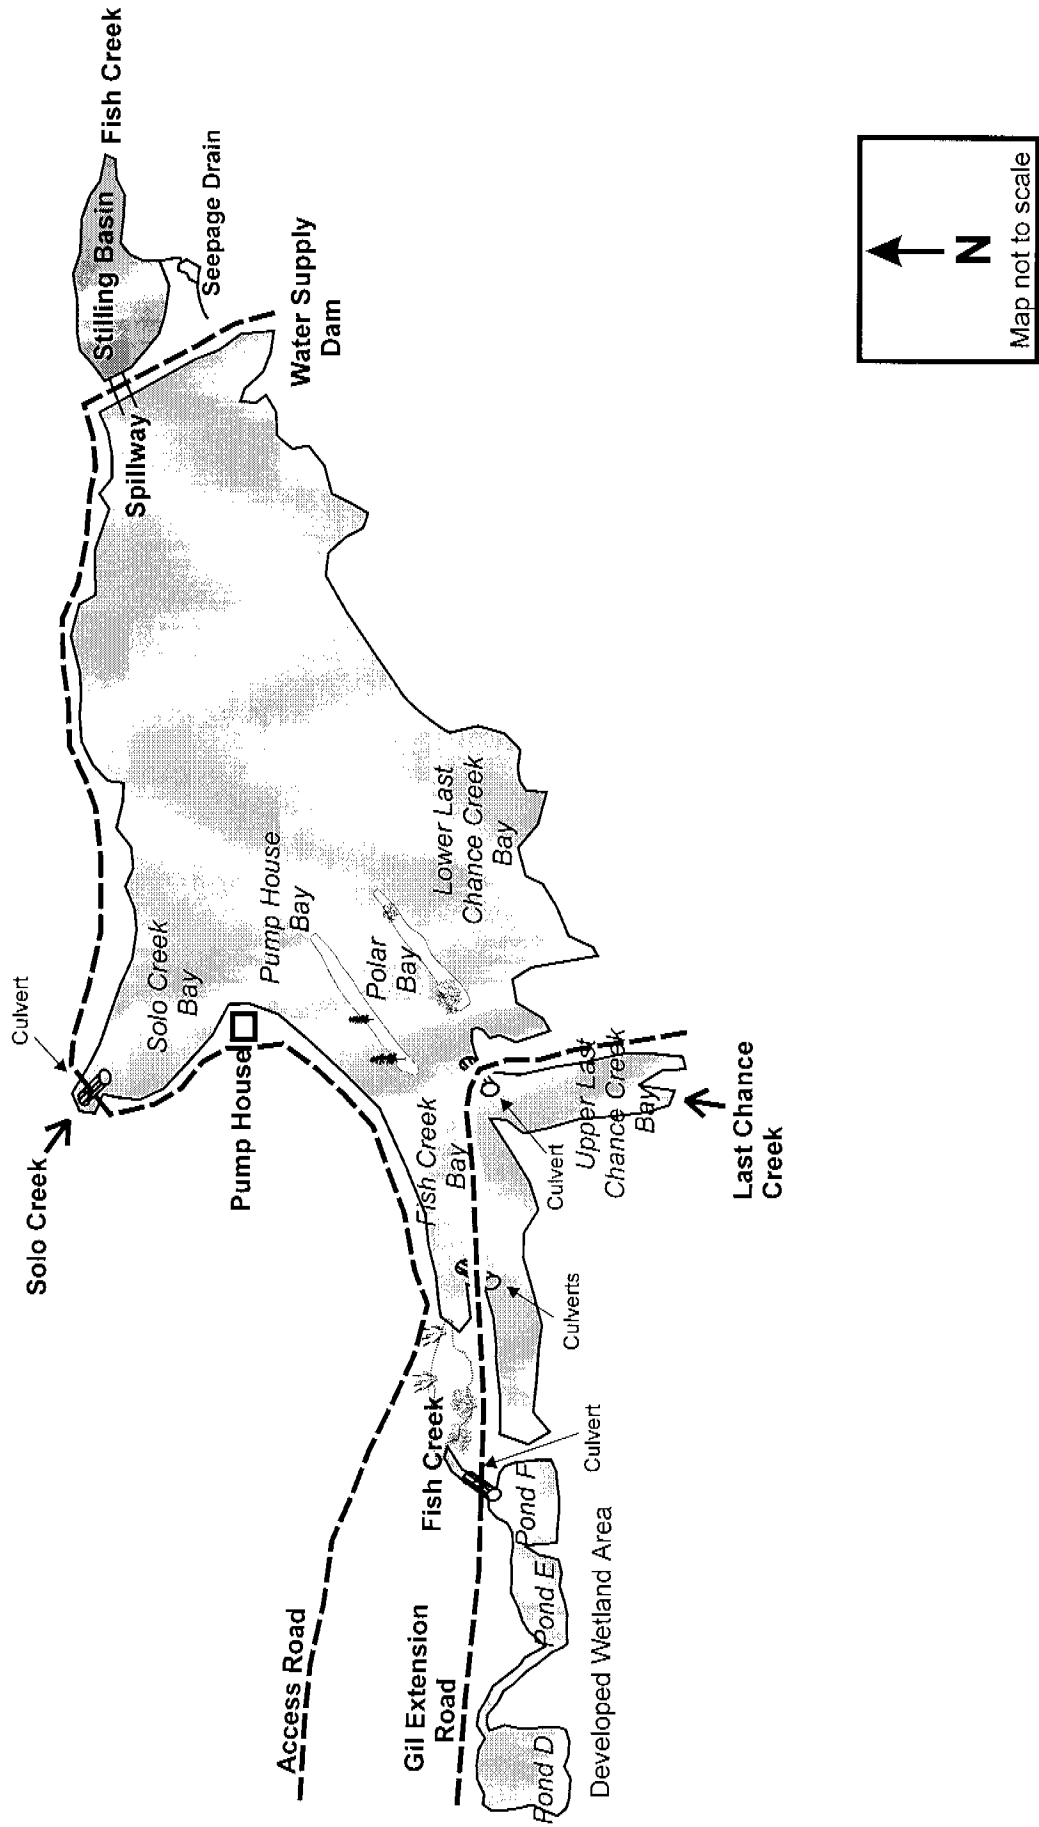 Fish Creek
Stilling Basin
Seepage Drain
Water Supply
Dam
Spillway
Culvert
Solo Creek
Solo Creek
Bay
Pump House
Bay
Pump House
Polar
Bay
Lower Last
Chance Creek
Bay
Fish Creek
Bay
Upper Last
Chance Creek
Bay
Culvert
Last Chance
Creek
Culverts
Fish Creek
Culvert
Access Road
Gil Extension
Road
Pond D
Pond E
Pond F
Developed Wetland Area
N
Map not to scale